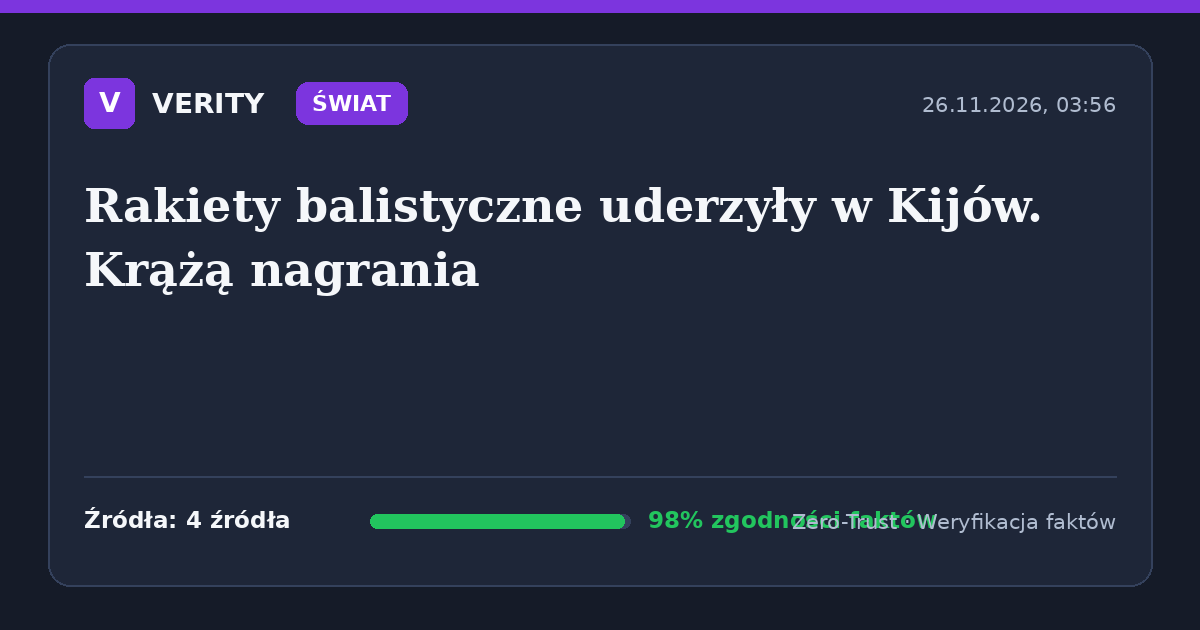 V VERITY ŚWIAT 26.11.2026, 03:56
Rakiety balistyczne uderzyły w Kijów.
Krążą nagrania
Źródła: 4 źródła 98% zgodności faktów Zero-Trust · Weryfikacja faktów